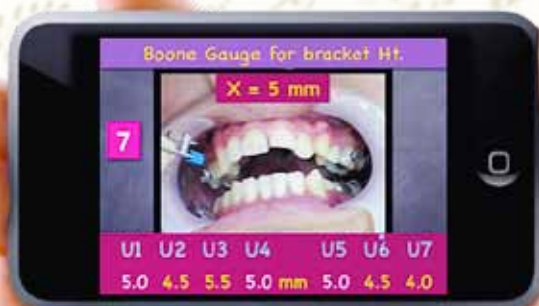 Boone Gauge for bracket Ht.
X = 5 mm
7
U1 U2 U3 U4 U5 U6 U7
5.0 4.5 5.5 5.0 mm 5.0 4.5 4.0